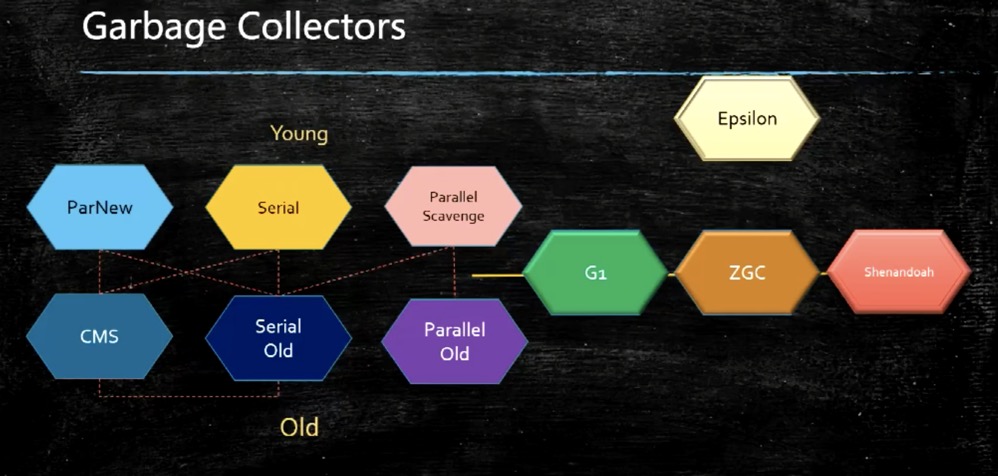 Garbage Collectors
Epsilon
Young
ParNew
Serial
Parallel
Scavenge
G1
ZGC
Shenandoah
CMS
Serial
Old
Parallel
Old
Old